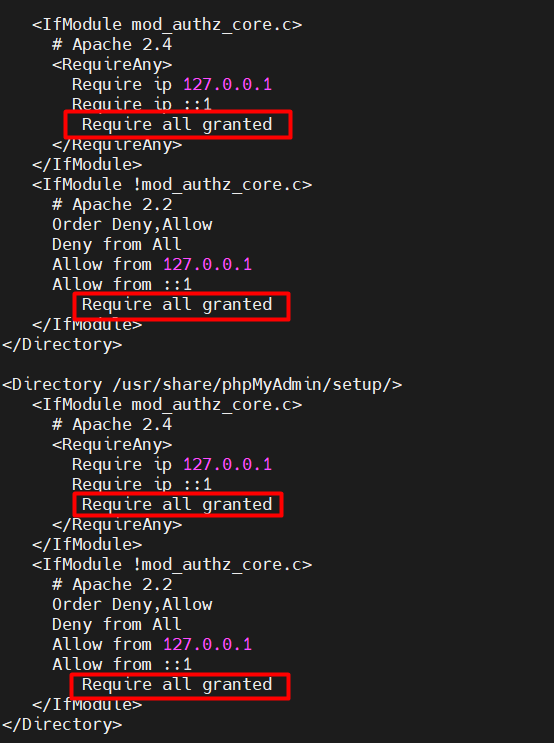 <IfModule mod_authz_core.c>
# Apache 2.4
<RequireAny>
Require ip 127.0.0.1
Require ip ::1
Require all granted
</RequireAny>
</IfModule>
<IfModule !mod_authz_core.c>
# Apache 2.2
Order Deny,Allow
Deny from All
Allow from 127.0.0.1
Allow from ::1
Require all granted
</IfModule>
</Directory>
<Directory /usr/share/phpMyAdmin/setup/>
<IfModule mod_authz_core.c>
# Apache 2.4
<RequireAny>
Require ip 127.0.0.1
Require ip ::1
Require all granted
</RequireAny>
</IfModule>
<IfModule !mod_authz_core.c>
# Apache 2.2
Order Deny,Allow
Deny from All
Allow from 127.0.0.1
Allow from ::1
Require all granted
</IfModule>
</Directory>